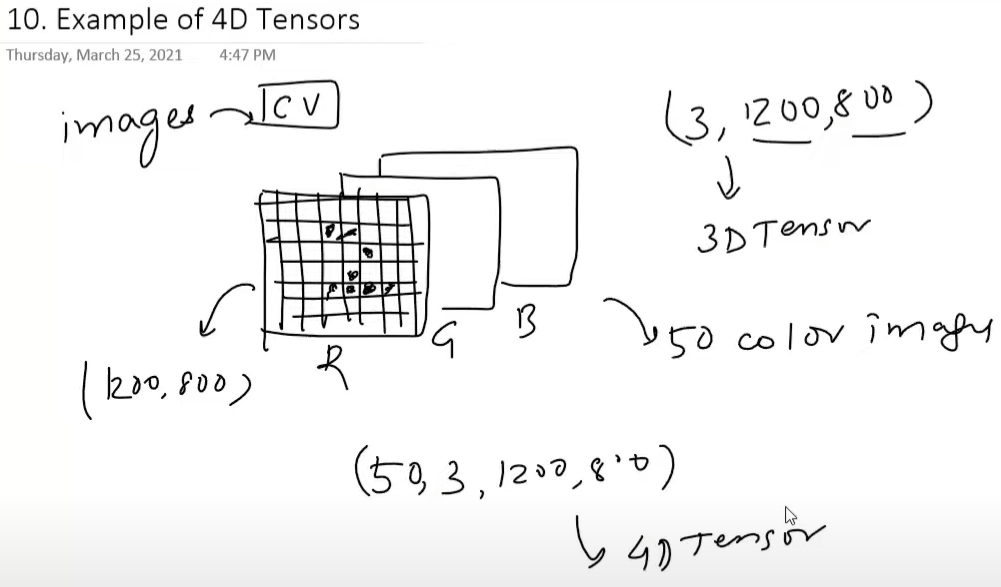 10. Example of 4D Tensors
Thursday, March 25, 2021 4:47 PM
images CV
(3, 1200, 800)
3D Tensor
R G B
50 color images
(1200, 800)
(50, 3, 1200, 800)
4D Tensor